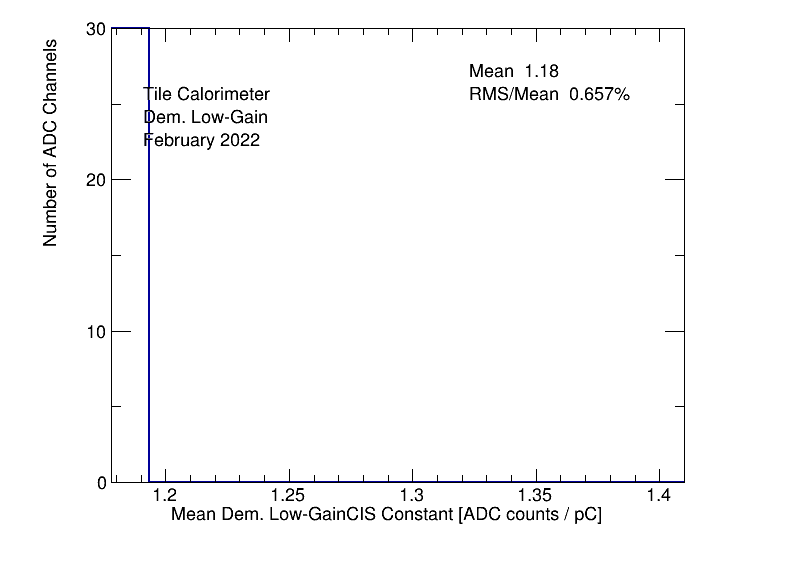 30
20
10
0
Number of ADC Channels
Tile Calorimeter
Dem. Low-Gain
February 2022
Mean 1.18
RMS/Mean 0.657%
1.2 1.25 1.3 1.35 1.4
Mean Dem. Low-GainCIS Constant [ADC counts / pC]